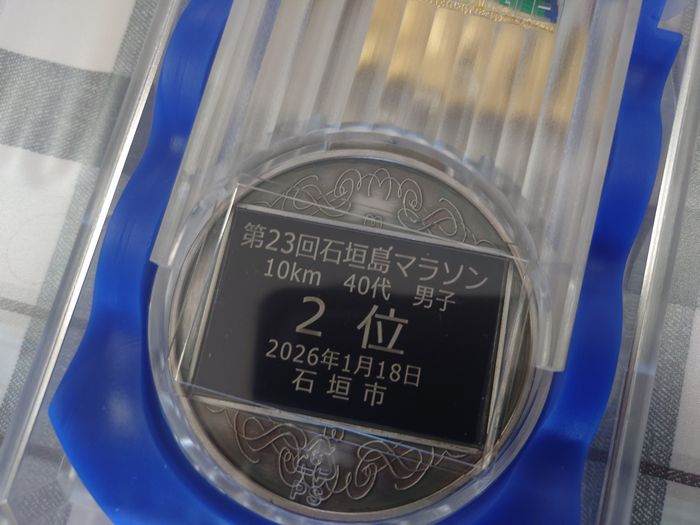 第23回石垣島マラソン
10km 40代 男子
2位
2026年1月18日
石垣市